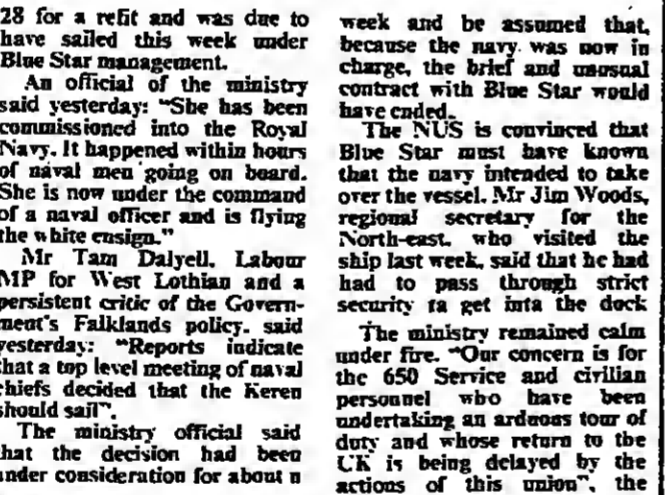 28 for a refit and was due to
have sailed this week under
Blue Star management.
An official of the ministry
said yesterday: "She has been
commissioned into the Royal
Navy. It happened within hours
of naval men going on board.
She is now under the command
of a naval officer and is flying
the white ensign."
Mr Tam Dalyell, Labour
MP for West Lothian and a
persistent critic of the Govern-
ment's Falklands policy, said
yesterday: "Reports indicate
that a top level meeting of naval
chiefs decided that the Keren
should sail".
The ministry official said
that the decision had been
under consideration for about a
week and be assumed that,
because the navy was now in
charge, the brief and unusual
contract with Blue Star would
have ended.
The NUS is convinced that
Blue Star must have known
that the navy intended to take
over the vessel. Mr Jim Woods,
regional secretary for the
North-east, who visited the
ship last week, said that he had
had to pass through strict
security ta get inta the dock
The ministry remained calm
under fire. "Our concern is for
the 650 Service and civilian
personnel who have been
undertaking an arduous tour of
duty and whose return to the
UK is being delayed by the
actions of this union", the